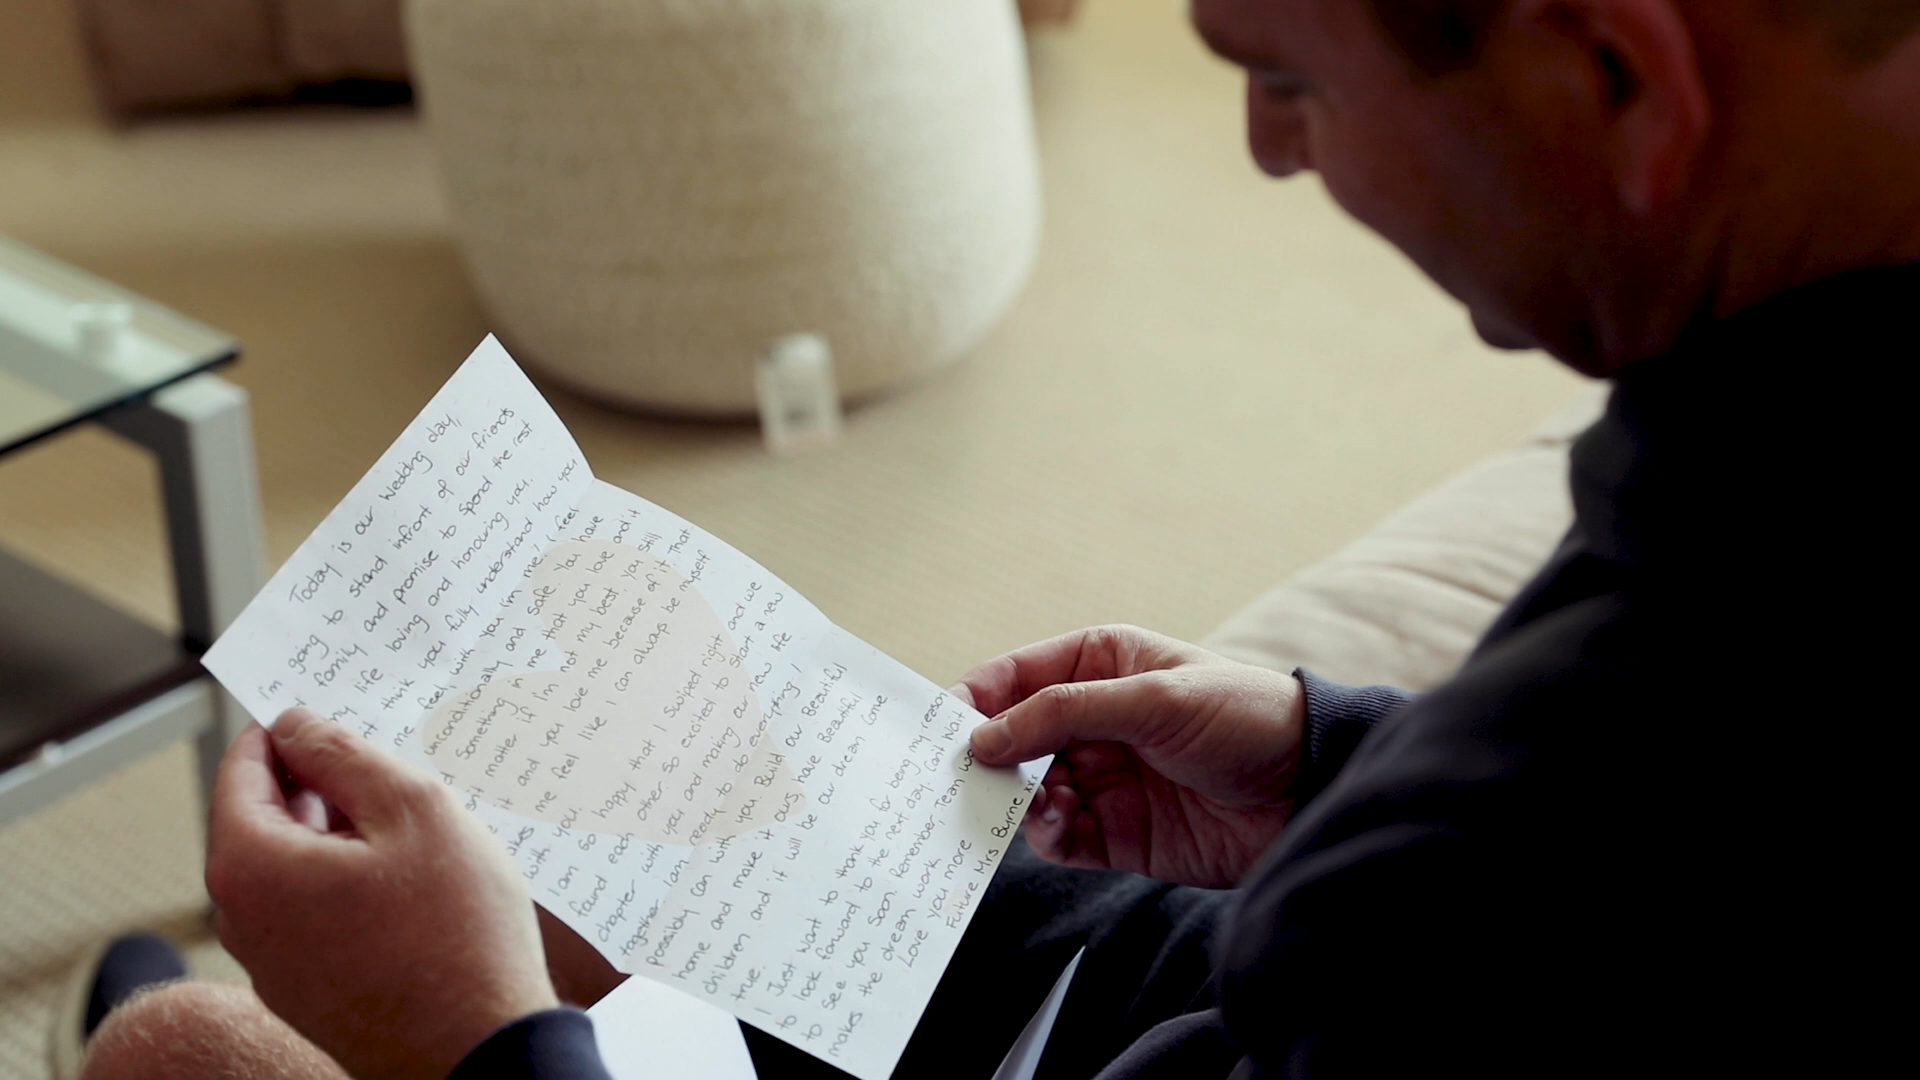 Today is our Wedding day,
I'm going to stand infront of our friends
family and promise to spend the rest
my life loving and honouring you.
think you fully understand how you
me feel with you I'm me, I feel
unconditionally and safe. You have
Something in me that you love and it
matter if I'm not my best, you still
it and you love me because of it. That
makes me feel like I can always be myself
with you.
I am so happy that I Swiped right and we
found each other. So excited to Start a new
chapter with you and making our new life
together. I am ready to do everything I
possibly can with you. Build our Beautiful
home and make it ours, have Beautiful
children and it will be our dream Come
true.
I Just want to thank you for being my reason
to look forward to the next day. Can't Wait
to See you Soon. Remember, Team
makes the dream work
Love you more
Future Mrs Byrne xxx